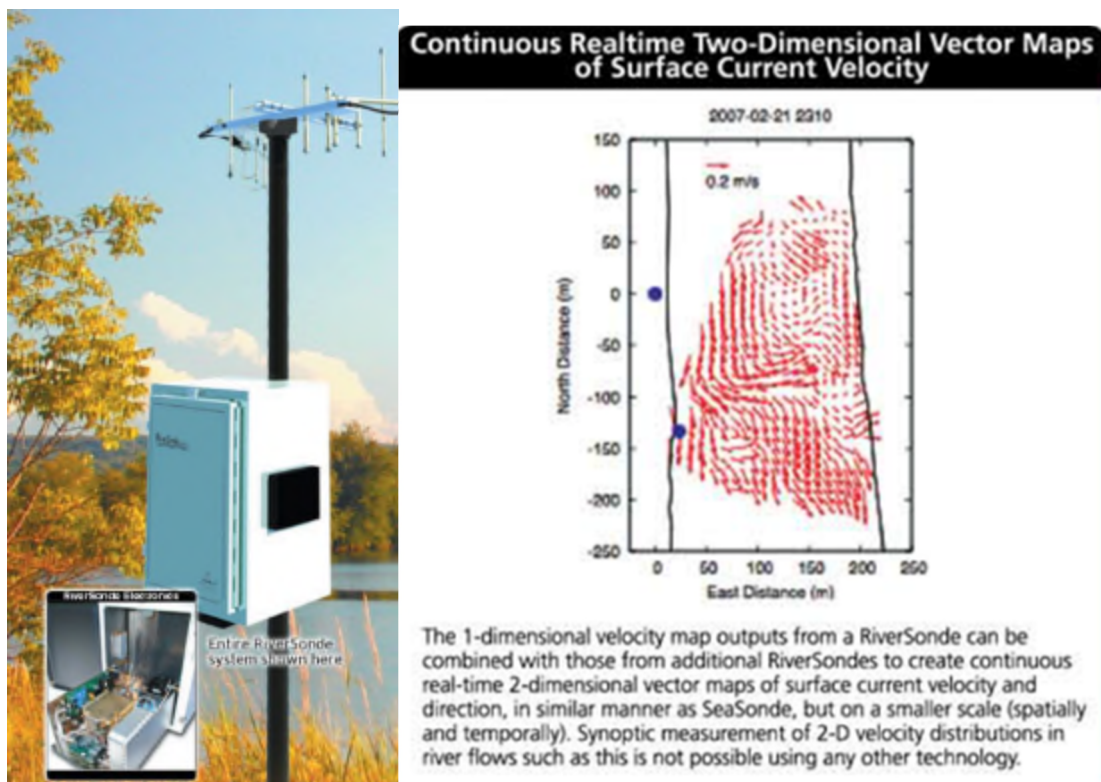 Continuous Realtime Two-Dimensional Vector Maps
of Surface Current Velocity
2007-02-21 2310
0.2 m/s
150
100
50
0
-50
-100
-150
-200
-250
North Distance (m)
0 50 100 150 200 250
East Distance (m)
RiverSonde
RiverSonde Electronics
Entire RiverSonde
system shown here
The 1-dimensional velocity map outputs from a RiverSonde can be
combined with those from additional RiverSondes to create continuous
real-time 2-dimensional vector maps of surface current velocity and
direction, in similar manner as SeaSonde, but on a smaller scale (spatially
and temporally). Synoptic measurement of 2-D velocity distributions in
river flows such as this is not possible using any other technology.